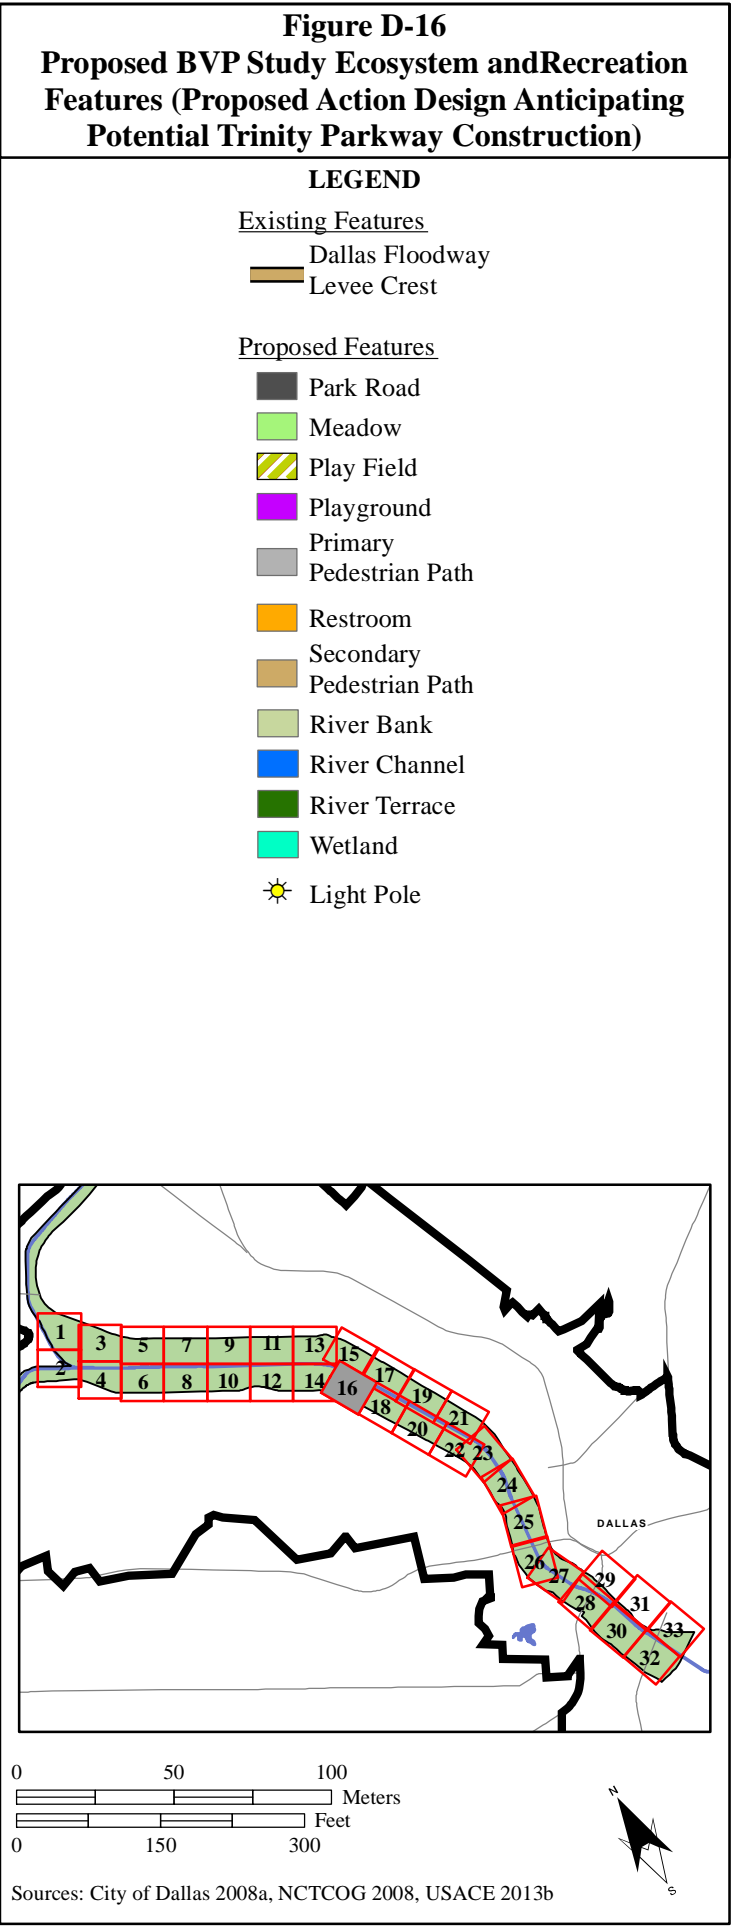 Figure D-16
Proposed BVP Study Ecosystem andRecreation
Features (Proposed Action Design Anticipating
Potential Trinity Parkway Construction)
LEGEND
Existing Features
Dallas Floodway
Levee Crest
Proposed Features
Park Road
Meadow
Play Field
Playground
Primary
Pedestrian Path
Restroom
Secondary
Pedestrian Path
River Bank
River Channel
River Terrace
Wetland
Light Pole
1
2
3
4
5
6
7
8
9
10
11
12
13
14
15
16
17
18
19
20
21
22
23
24
25
26
27
28
29
30
31
32
33
DALLAS
0 50 100
Meters
Feet
0 150 300
N
S
Sources: City of Dallas 2008a, NCTCOG 2008, USACE 2013b